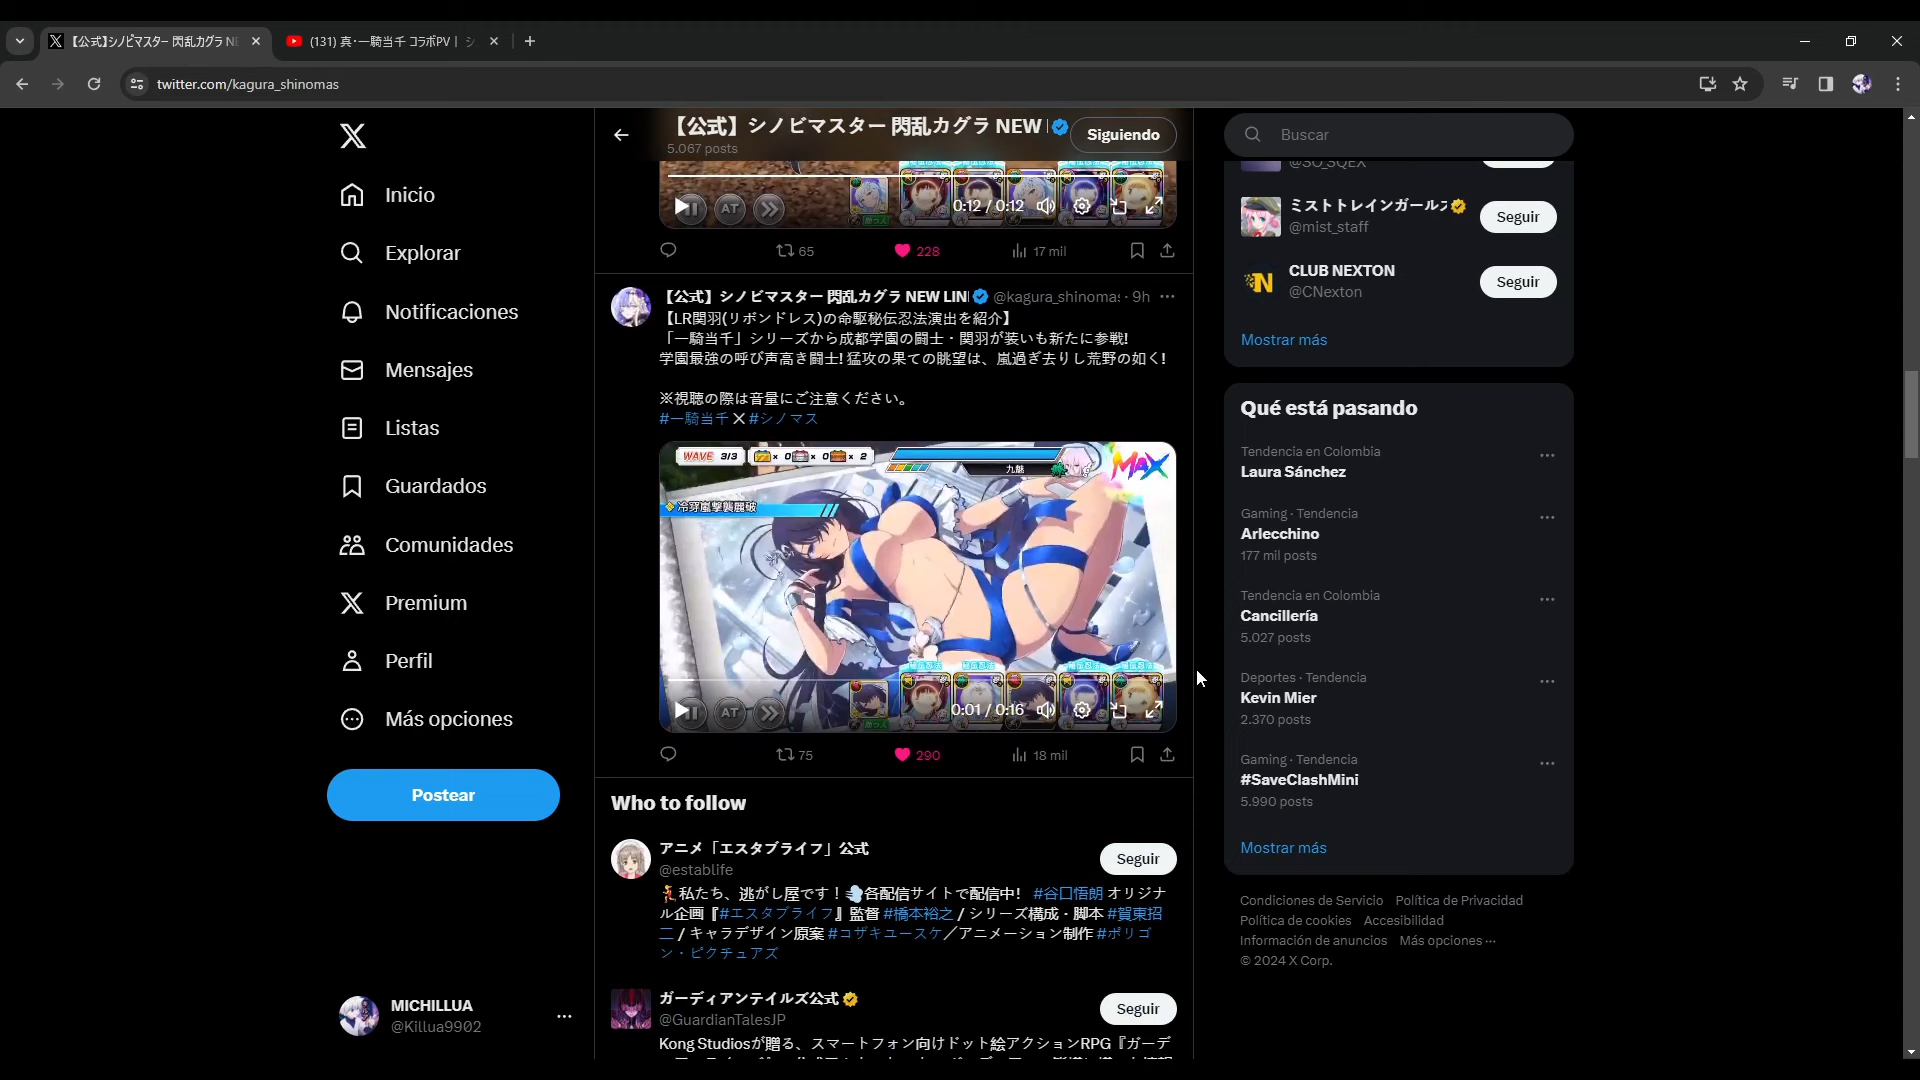 【公式】シノビマスター 閃乱カグラ NE
(131) 真・一騎当千 コラボPV | シ
twitter.com/kagura_shinomas
【公式】シノビマスター 閃乱カグラ NEW
5.067 posts
Siguiendo
AT
0:12 / 0:12
65
228
17 mil
【公式】シノビマスター 閃乱カグラ NEW LIN
@kagura_shinomas · 9h
【LR関羽(リボンドレス)の命駆秘伝忍法演出を紹介】
「一騎当千」シリーズから成都学園の闘士・関羽が装いも新たに参戦!
学園最強の呼び声高き闘士! 猛攻の果ての眺望は、嵐過ぎ去りし荒野の如く!
※視聴の際は音量にご注意ください。
#一騎当千╳#シノマス
WAVE 3/3
x 0 x 0 x 2
九龍
MAX
冷羽嵐撃襲麗破
AT
0:01 / 0:16
75
290
18 mil
Who to follow
アニメ「エスタブライフ」公式
@establife
Seguir
私たち、逃がし屋です！各配信サイトで配信中! #谷口悟朗 オリジナ
ル企画『#エスタブライフ』監督 #橋本裕之 / シリーズ構成・脚本 #賀東招
二 / キャラデザイン原案 #コザキユースケ／アニメーション制作 #ポリゴ
ン・ピクチュアズ
ガーディアンテイルズ公式
@GuardianTalesJP
Seguir
Kong Studiosが贈る、スマートフォン向けドット絵アクションRPG『ガーデ
X
Inicio
Explorar
Notificaciones
Mensajes
Listas
Guardados
Comunidades
Premium
Perfil
Más opciones
Postear
MICHILLUA
@Killua9902
Buscar
@SO_SQEX
ミストトレインガールズ
@mist_staff
Seguir
CLUB NEXTON
@CNexton
Seguir
Mostrar más
Qué está pasando
Tendencia en Colombia
Laura Sánchez
Gaming · Tendencia
Arlecchino
177 mil posts
Tendencia en Colombia
Cancillería
5.027 posts
Deportes · Tendencia
Kevin Mier
2.370 posts
Gaming · Tendencia
#SaveClashMini
5.990 posts
Mostrar más
Condiciones de Servicio Política de Privacidad
Política de cookies Accesibilidad
Información de anuncios Más opciones ···
© 2024 X Corp.